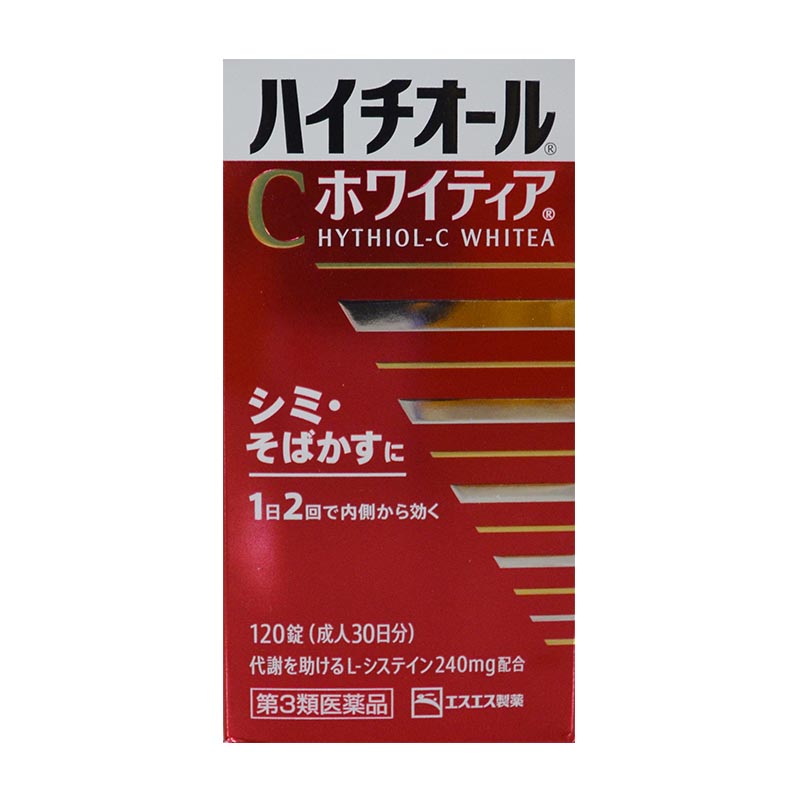 ハイチオール®
Cホワイティア®
HYTHIOL-C WHITEA
シミ・
そばかすに
1日2回で内側から効く
120錠（成人30日分）
代謝を助けるL-システイン240mg配合
第3類医薬品 エスエス製薬